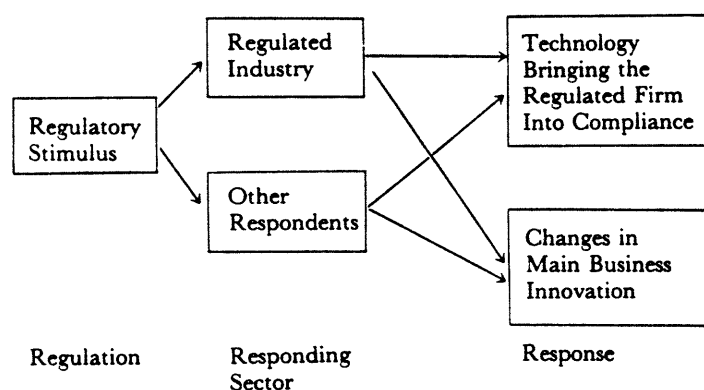 Regulatory
Stimulus
Regulated
Industry
Other
Respondents
Technology
Bringing the
Regulated Firm
Into Compliance
Changes in
Main Business
Innovation
Regulation
Responding
Sector
Response